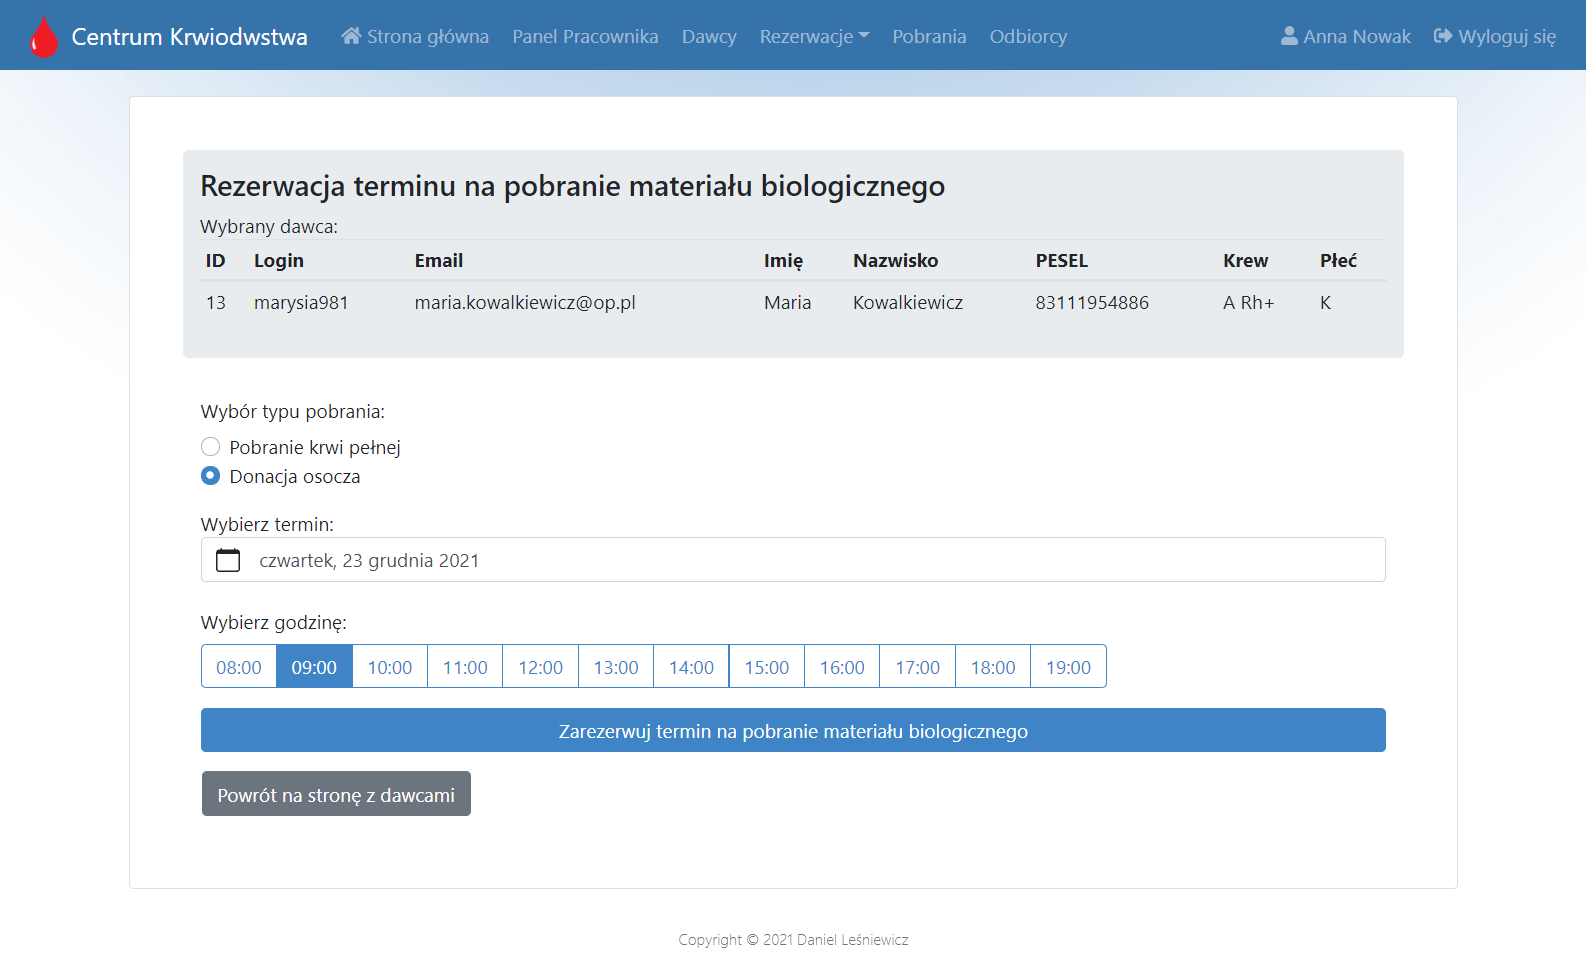 Centrum Krwiodwstwa Strona główna Panel Pracownika Dawcy Rezerwacje Pobrania Odbiorcy Anna Nowak Wyloguj się
Rezerwacja terminu na pobranie materiału biologicznego
Wybrany dawca:
ID Login Email Imię Nazwisko PESEL Krew Płeć
13 marysia981 maria.kowalkiewicz@op.pl Maria Kowalkiewicz 83111954886 A Rh+ K
Wybór typu pobrania:
Pobranie krwi pełnej
Donacja osocza
Wybierz termin:
czwartek, 23 grudnia 2021
Wybierz godzinę:
08:00 09:00 10:00 11:00 12:00 13:00 14:00 15:00 16:00 17:00 18:00 19:00
Zarezerwuj termin na pobranie materiału biologicznego
Powrót na stronę z dawcami
Copyright © 2021 Daniel Leśniewicz